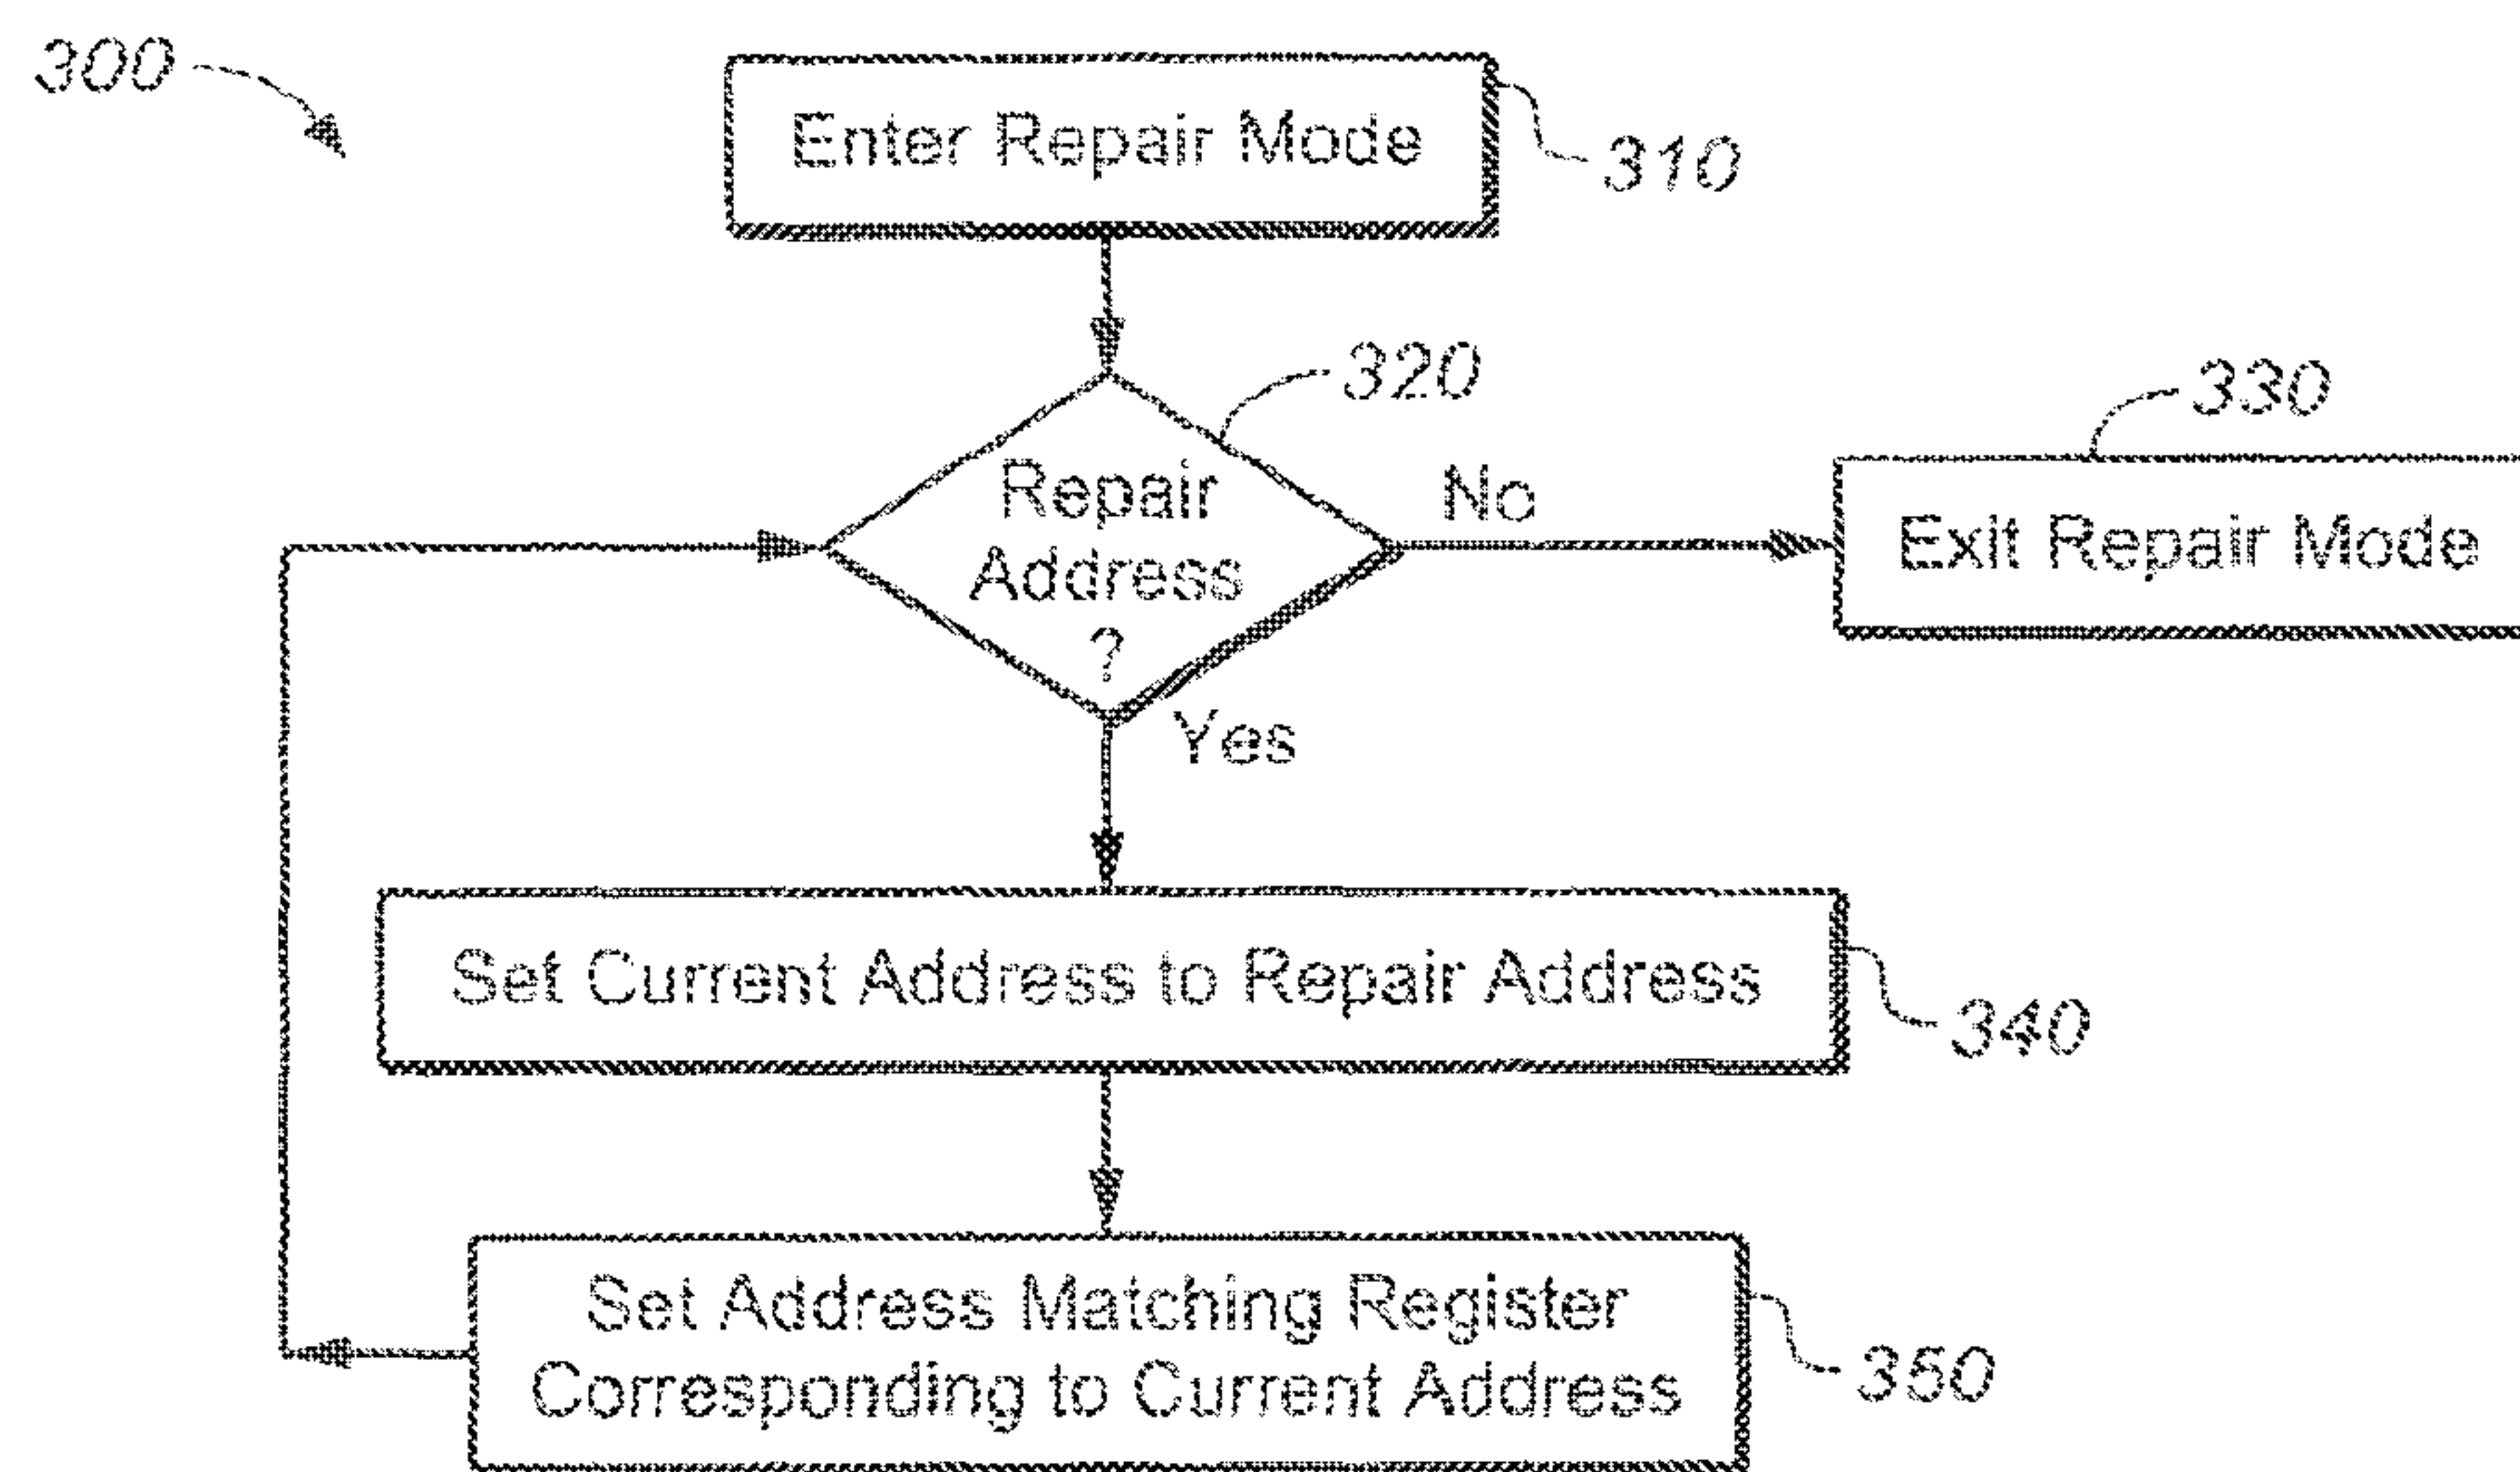 300
Enter Repair Mode
310
320
330
Repair
Address
?
No
Exit Repair Mode
Yes
Set Current Address to Repair Address
340
Set Address Matching Register
Corresponding to Current Address
350